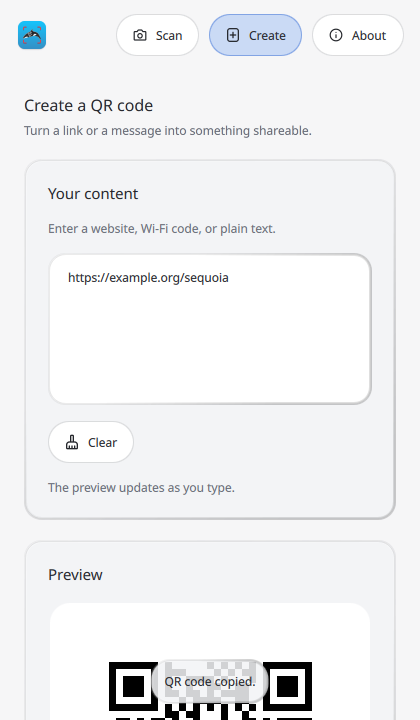 Scan
Create
About
Create a QR code
Turn a link or a message into something shareable.
Your content
Enter a website, Wi-Fi code, or plain text.
https://example.org/sequoia
Clear
The preview updates as you type.
Preview
QR code copied.